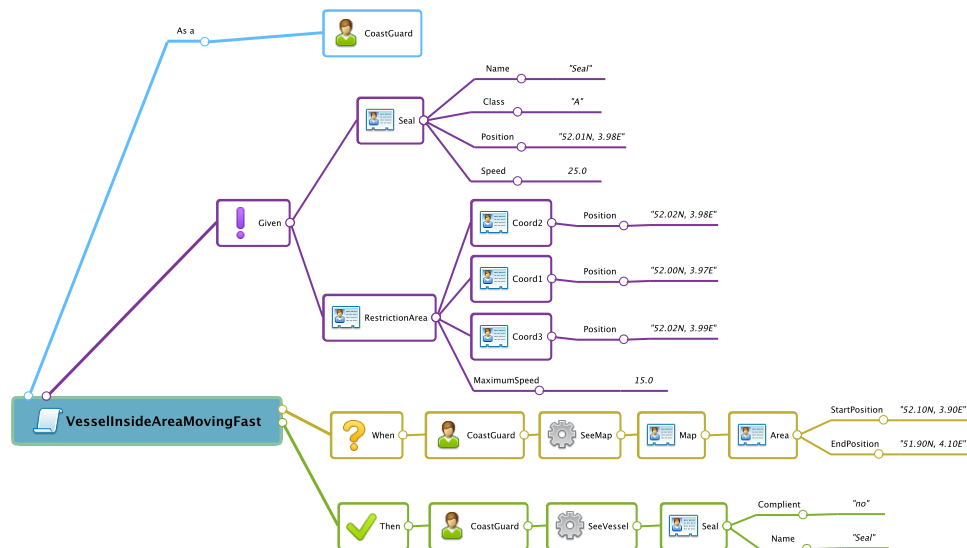 As a
CoastGuard
Name "Seal"
Class "A"
Seal
Position "52.01N, 3.98E"
Speed 25.0
Given
Coord2 Position "52.02N, 3.98E"
Coord1 Position "52.00N, 3.97E"
RestrictionArea
Coord3 Position "52.02N, 3.99E"
MaximumSpeed 15.0
VesselInsideAreaMovingFast
When CoastGuard SeeMap Map Area
StartPosition "52.10N, 3.90E"
EndPosition "51.90N, 4.10E"
Then CoastGuard SeeVessel Seal
Complient "no"
Name "Seal"